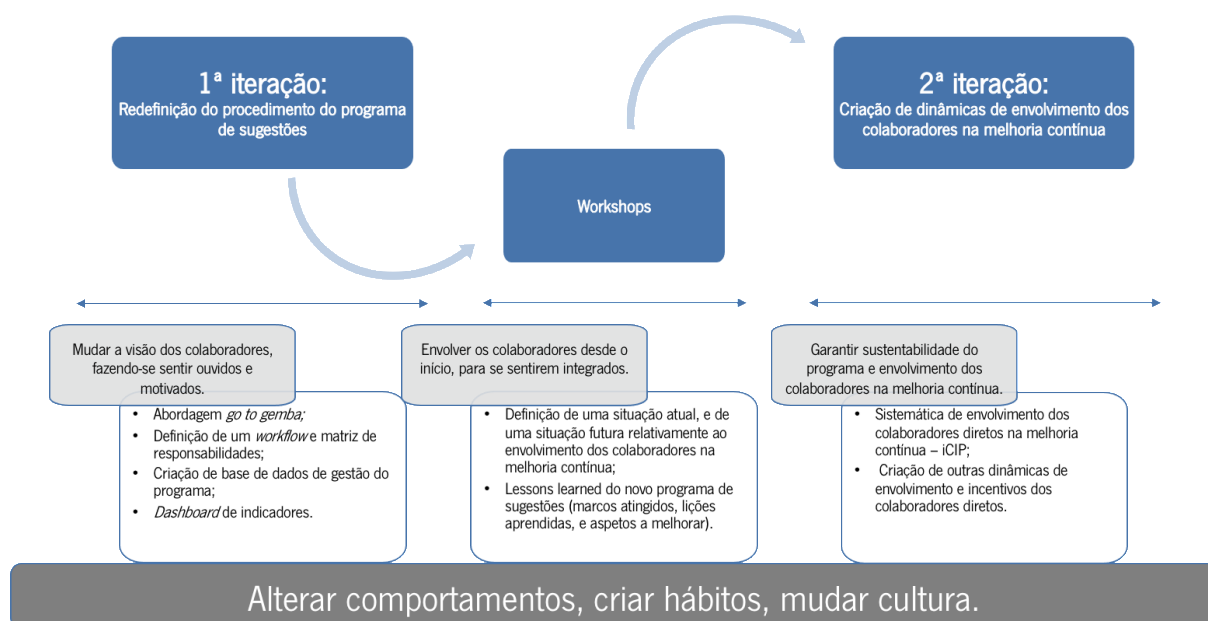 1ª iteração:
Redefinição do procedimento do programa
de sugestões
Workshops
2ª iteração:
Criação de dinâmicas de envolvimento dos
colaboradores na melhoria contínua
Mudar a visão dos colaboradores,
fazendo-se sentir ouvidos e
motivados.
• Abordagem go to gemba;
• Definição de um workflow e matriz de
responsabilidades;
• Criação de base de dados de gestão do
programa;
• Dashboard de indicadores.
Envolver os colaboradores desde o
início, para se sentirem integrados.
• Definição de uma situação atual, e de
uma situação futura relativamente ao
envolvimento dos colaboradores na
melhoria contínua;
• Lessons learned do novo programa de
sugestões (marcos atingidos, lições
aprendidas, e aspetos a melhorar).
Garantir sustentabilidade do
programa e envolvimento dos
colaboradores na melhoria contínua.
• Sistemática de envolvimento dos
colaboradores diretos na melhoria
contínua – iCIP;
• Criação de outras dinâmicas de
envolvimento e incentivos dos
colaboradores diretos.
Alterar comportamentos, criar hábitos, mudar cultura.